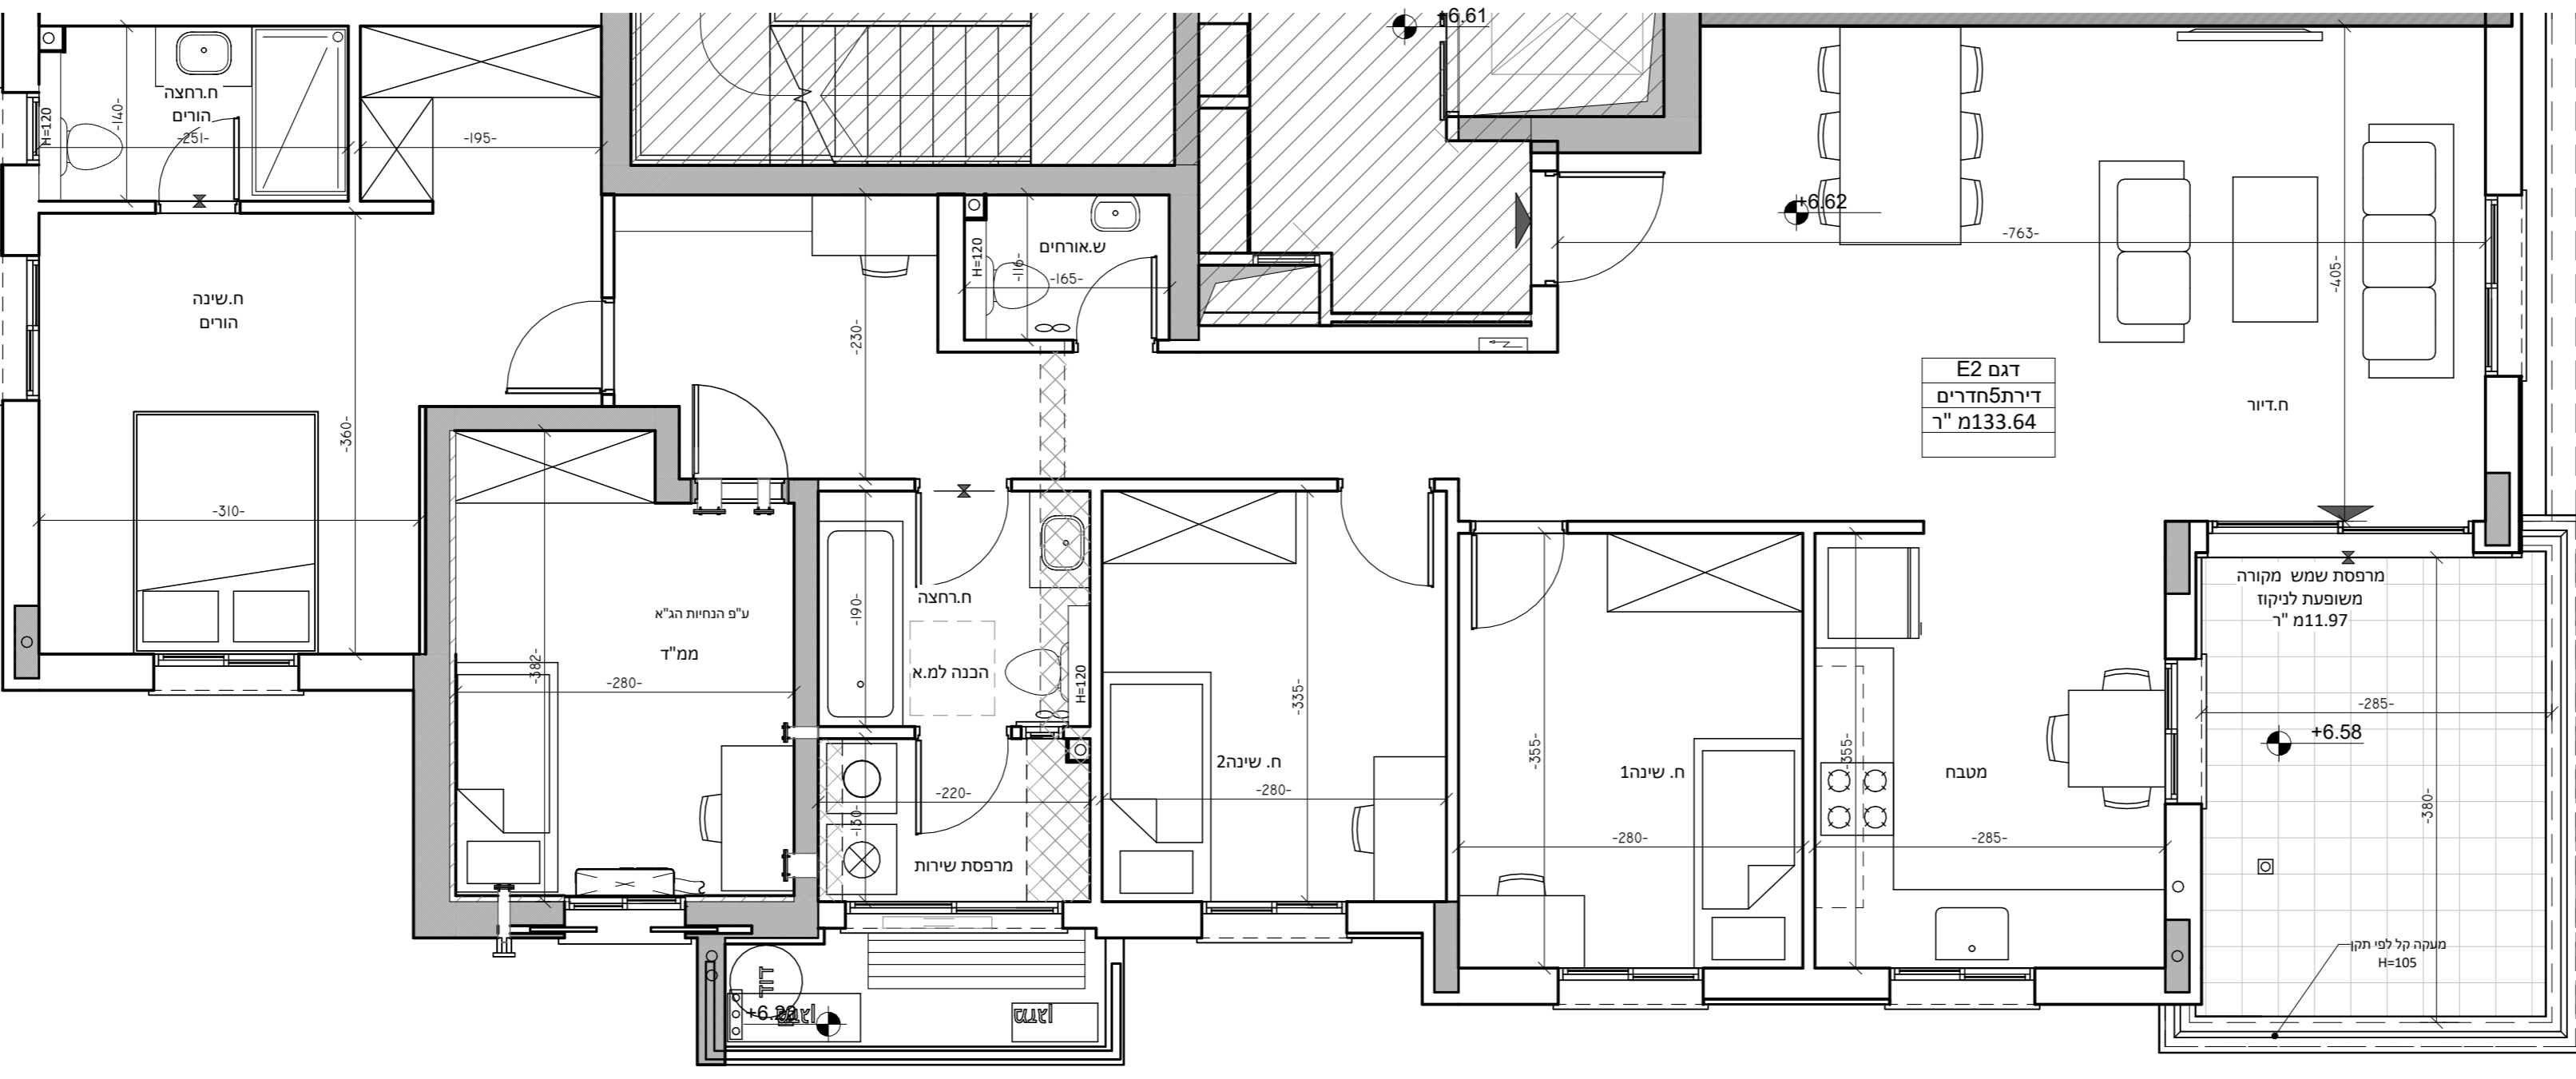 +6.61
ח.רחצה
הורים
H=120
-140-
-251-
-195-
+6.62
-763-
-405-
ש.אורחים
H=120
-116-
-165-
-230-
ח.שינה
הורים
-360-
-310-
דגם E2
דירת5חדרים
133.64מ "ר
ח.דיור
ע"פ הנחיות הג"א
ממ"ד
-382-
-280-
ח.רחצה
-190-
הכנה למ.א
H=120
-220-
-130-
מרפסת שירות
ח. שינה2
-335-
-280-
ח. שינה1
-355-
-280-
מטבח
-355-
-285-
מרפסת שמש מקורה
משופעת לניקוז
11.97מ "ר
-285-
+6.58
-380-
מעקה קל לפי תקן
H=105
דוד
מזגן
מזגן